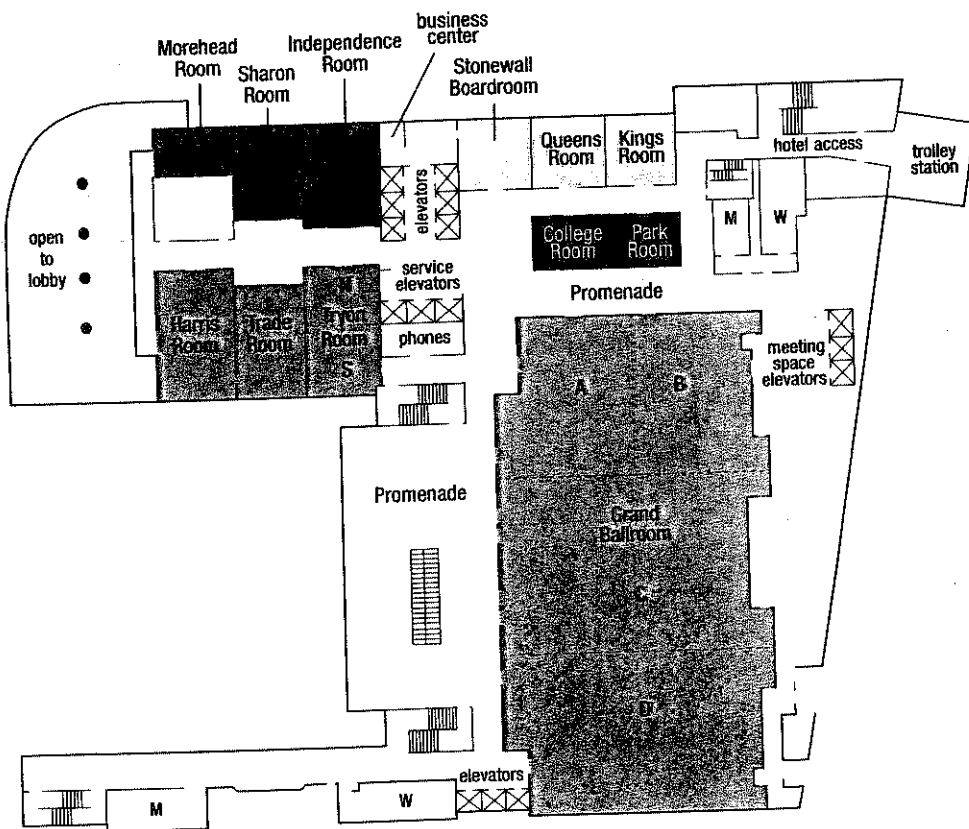 business
center
Independence
Room
Morehead
Room
Sharon
Room
Stonewall
Boardroom
Queens
Room
Kings
Room
hotel access
trolley
station
elevators
M
W
open
to
lobby
College
Room
Park
Room
service
elevators
Promenade
Harris
Room
Trade
Room
M
Tryon
Room
S
phones
meeting
space
elevators
A
B
Promenade
Grand
Ballroom
C
D
elevators
M
W